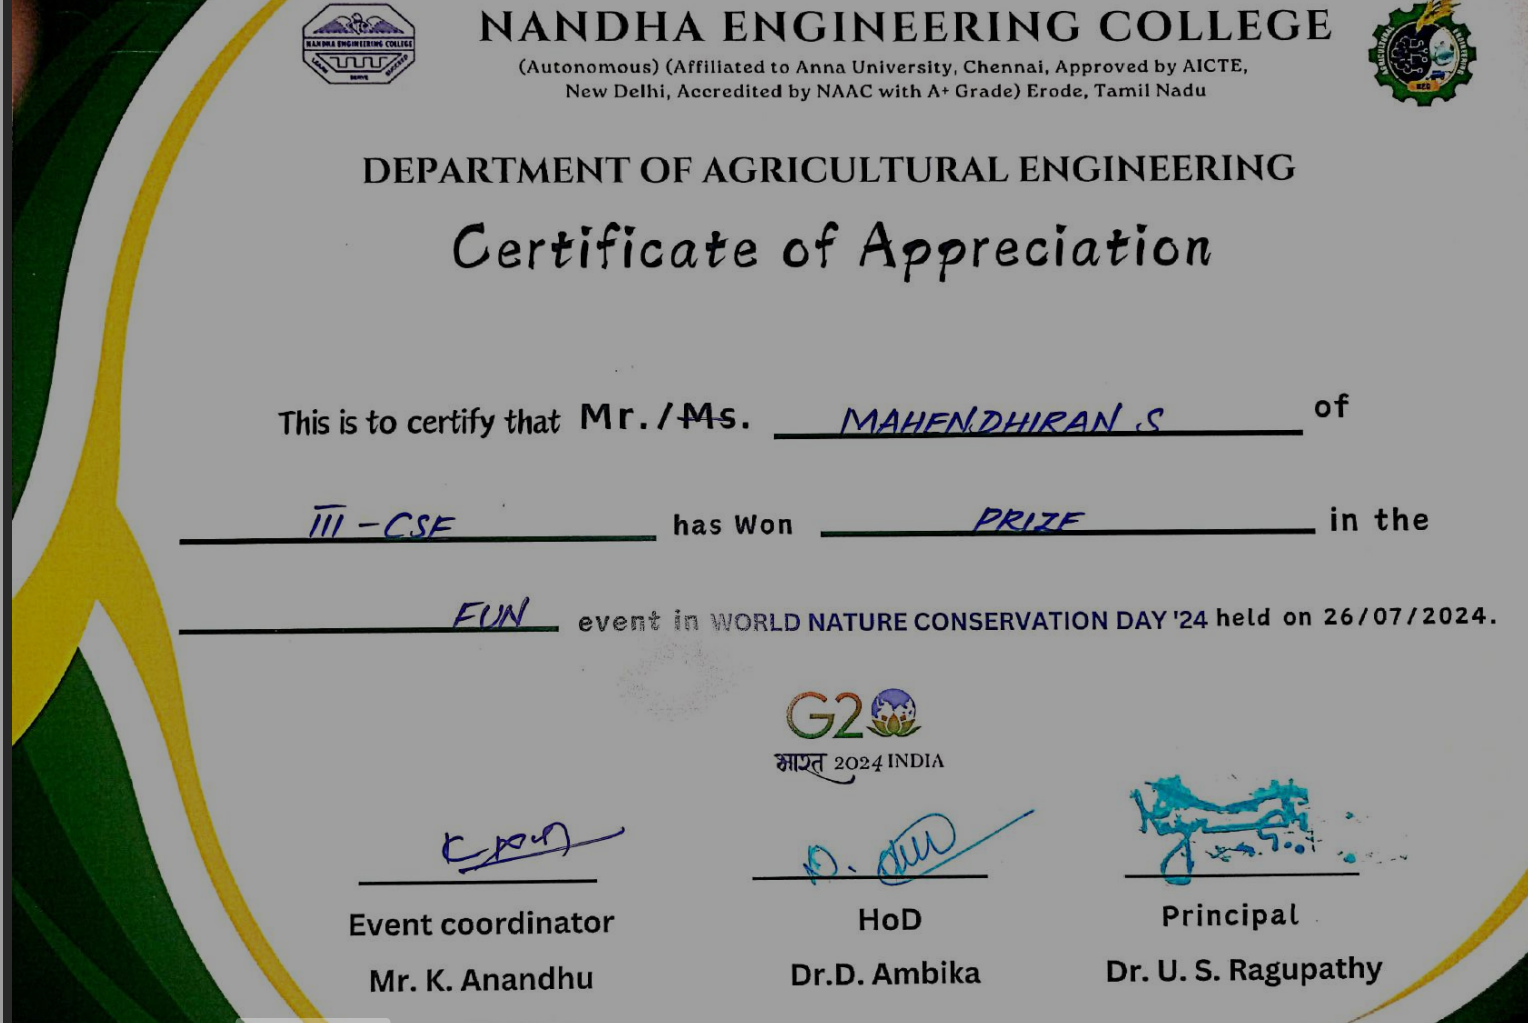 NANDHA ENGINEERING COLLEGE
NANDHA ENGINEERING COLLEGE
(Autonomous) (Affiliated to Anna University, Chennai, Approved by AICTE,
New Delhi, Accredited by NAAC with A+ Grade) Erode, Tamil Nadu
DEPARTMENT OF AGRICULTURAL ENGINEERING
Certificate of Appreciation
This is to certify that Mr./Ms. MAHENDHIRAN .S of
III - CSE has Won PRIZE in the
FUN event in WORLD NATURE CONSERVATION DAY '24 held on 26/07/2024.
G20
भारत 2024 INDIA
Event coordinator HoD Principal
Mr. K. Anandhu Dr.D. Ambika Dr. U. S. Ragupathy